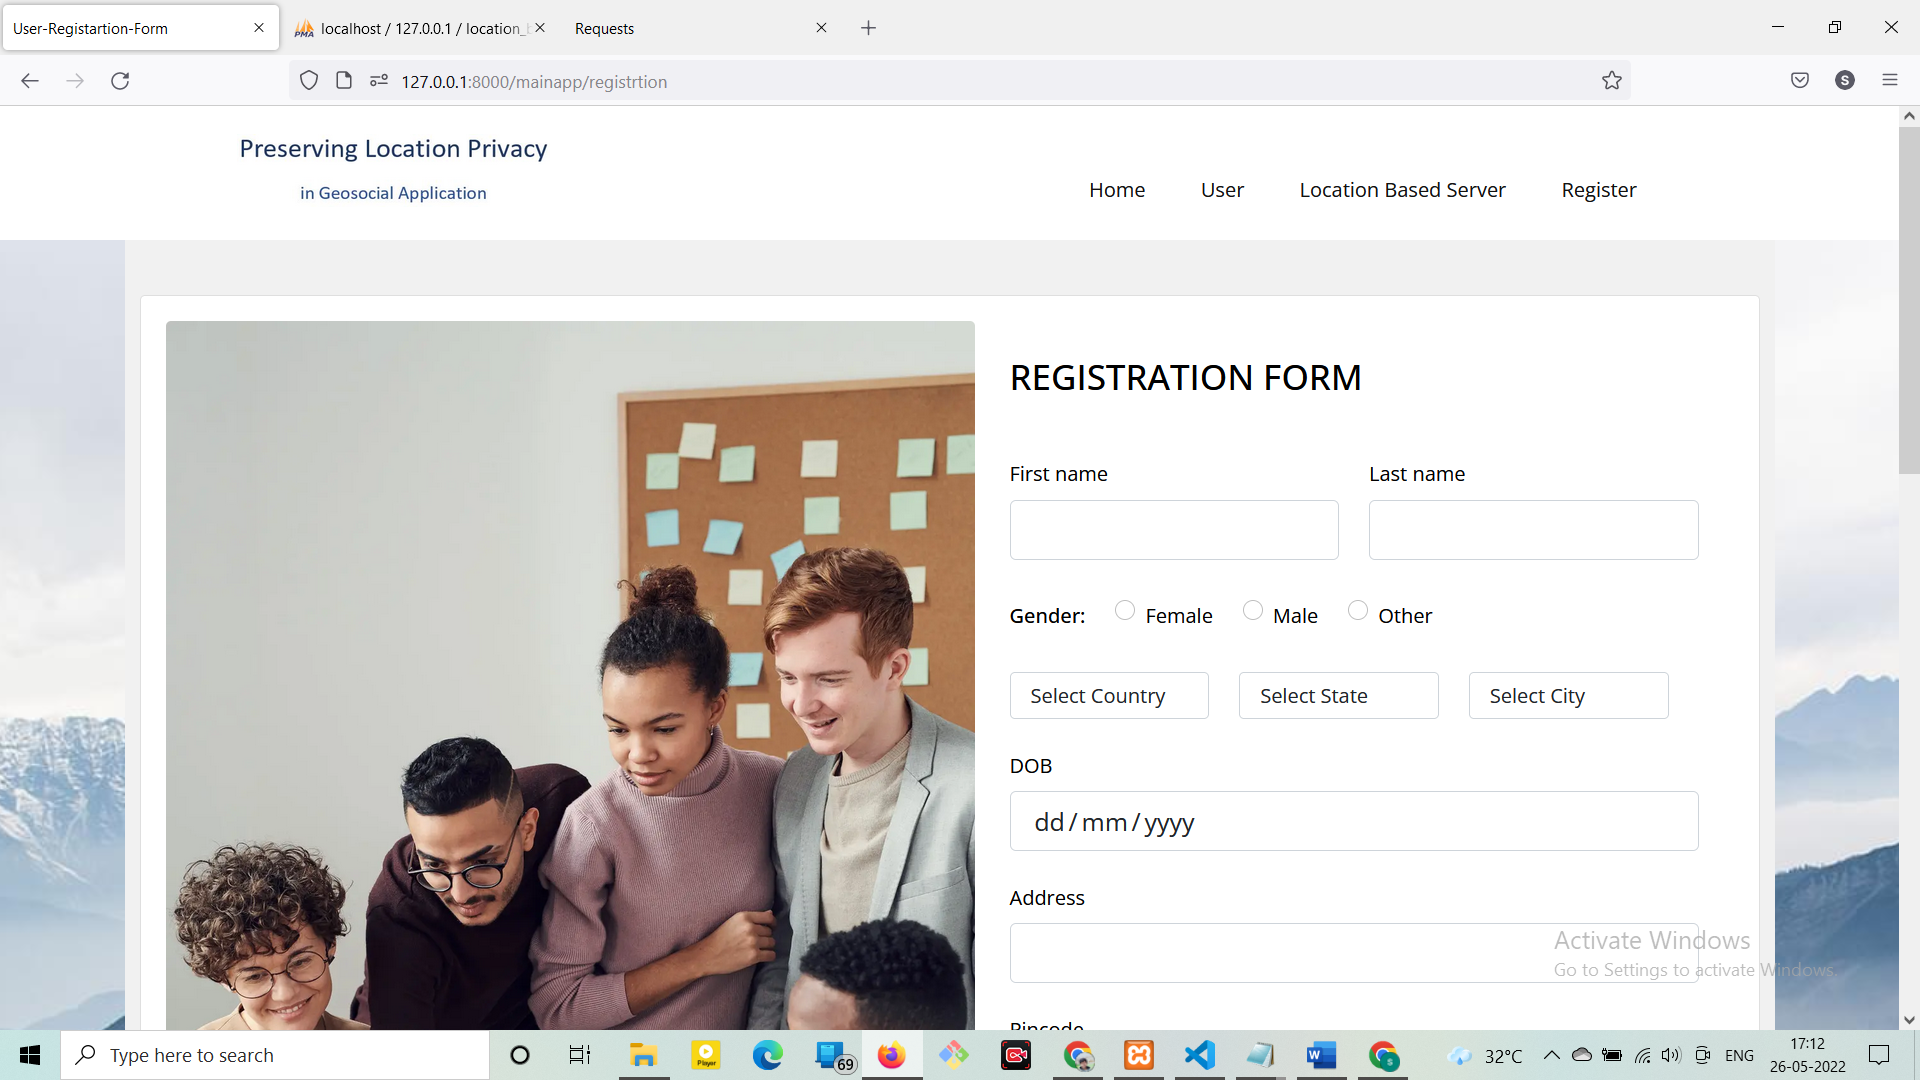 User-Registartion-Form
localhost / 127.0.0.1 / location_b
Requests
127.0.0.1:8000/mainapp/registrtion
S
Preserving Location Privacy
in Geosocial Application
Home User Location Based Server Register
REGISTRATION FORM
First name Last name
Gender: Female Male Other
Select Country Select State Select City
DOB
dd/mm/yyyy
Address
Activate Windows
Go to Settings to activate Windows.
Pincode
Type here to search
Player
69
W
S
32°C
ENG
17:12
26-05-2022